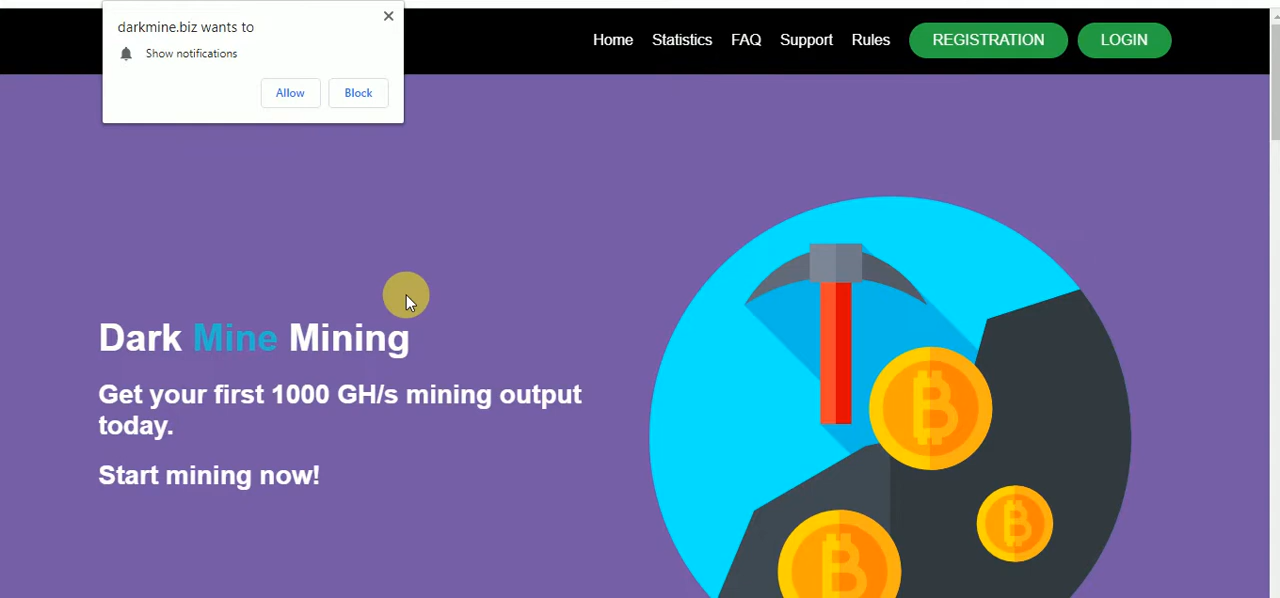 darkmine.biz wants to
Show notifications
Allow Block
Home Statistics FAQ Support Rules REGISTRATION LOGIN
Dark Mine Mining
Get your first 1000 GH/s mining output
today.
Start mining now!